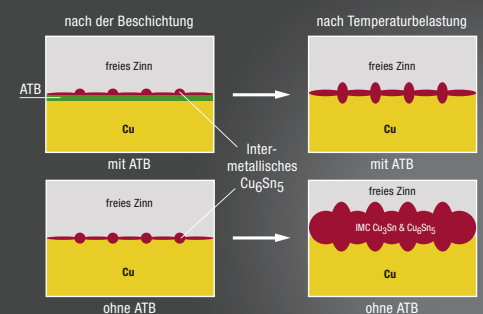 nach der Beschichtung
nach Temperaturbelastung
freies Zinn
freies Zinn
ATB
Cu
Cu
mit ATB
mit ATB
Inter-
metallisches
Cu6Sn5
freies Zinn
freies Zinn
IMC Cu3Sn & Cu6Sn5
Cu
Cu
ohne ATB
ohne ATB